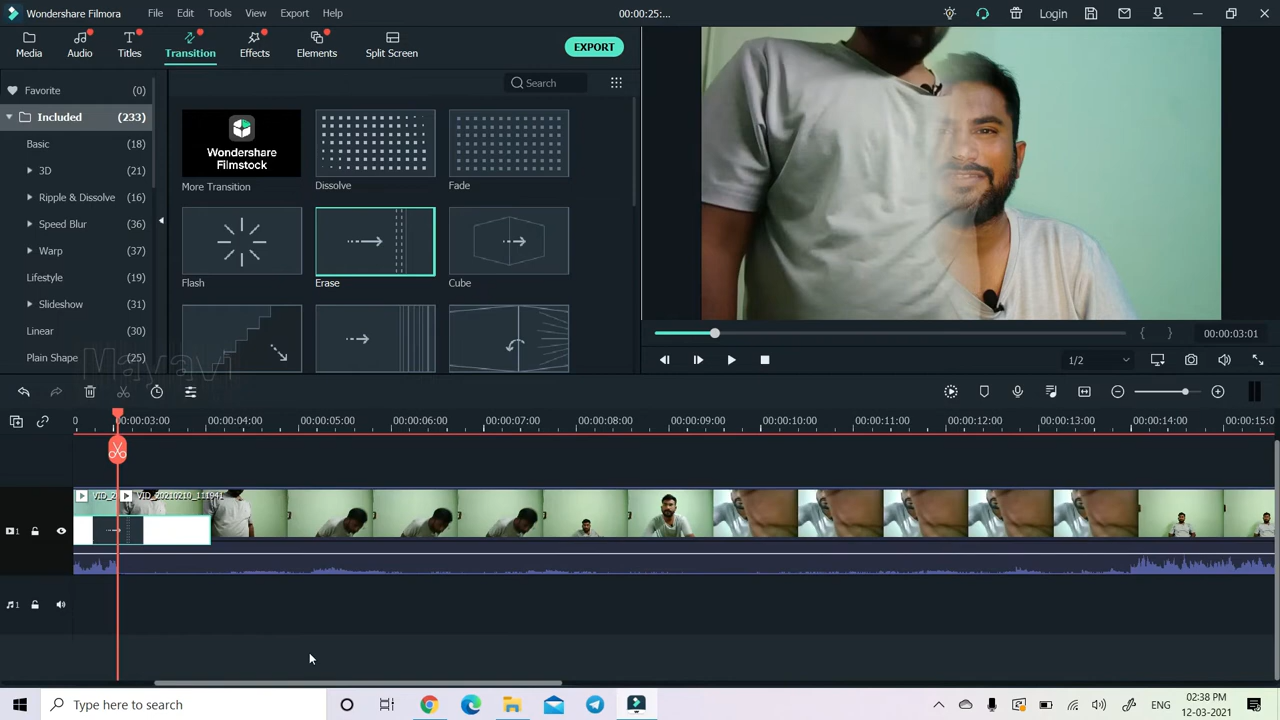 Wondershare Filmora File Edit Tools View Export Help 00:00:25:... Login
Media Audio Titles Transition Effects Elements Split Screen EXPORT
Search
Favorite (0)
Included (233)
Basic (18)
3D (21)
Ripple & Dissolve (16)
Speed Blur (36)
Warp (37)
Lifestyle (19)
Slideshow (31)
Linear (30)
Plain Shape (25)
Wondershare
Filmstock
More Transition Dissolve Fade
Flash Erase Cube
Mayavi
00:00:03:01
1/2
0 00:00:03:00 00:00:04:00 00:00:05:00 00:00:06:00 00:00:07:00 00:00:08:00 00:00:09:00 00:00:10:00 00:00:11:00 00:00:12:00 00:00:13:00 00:00:14:00 00:00:15:0
VID_2 VID_20210210_111941
1
1
Type here to search ENG 02:38 PM
12-03-2021